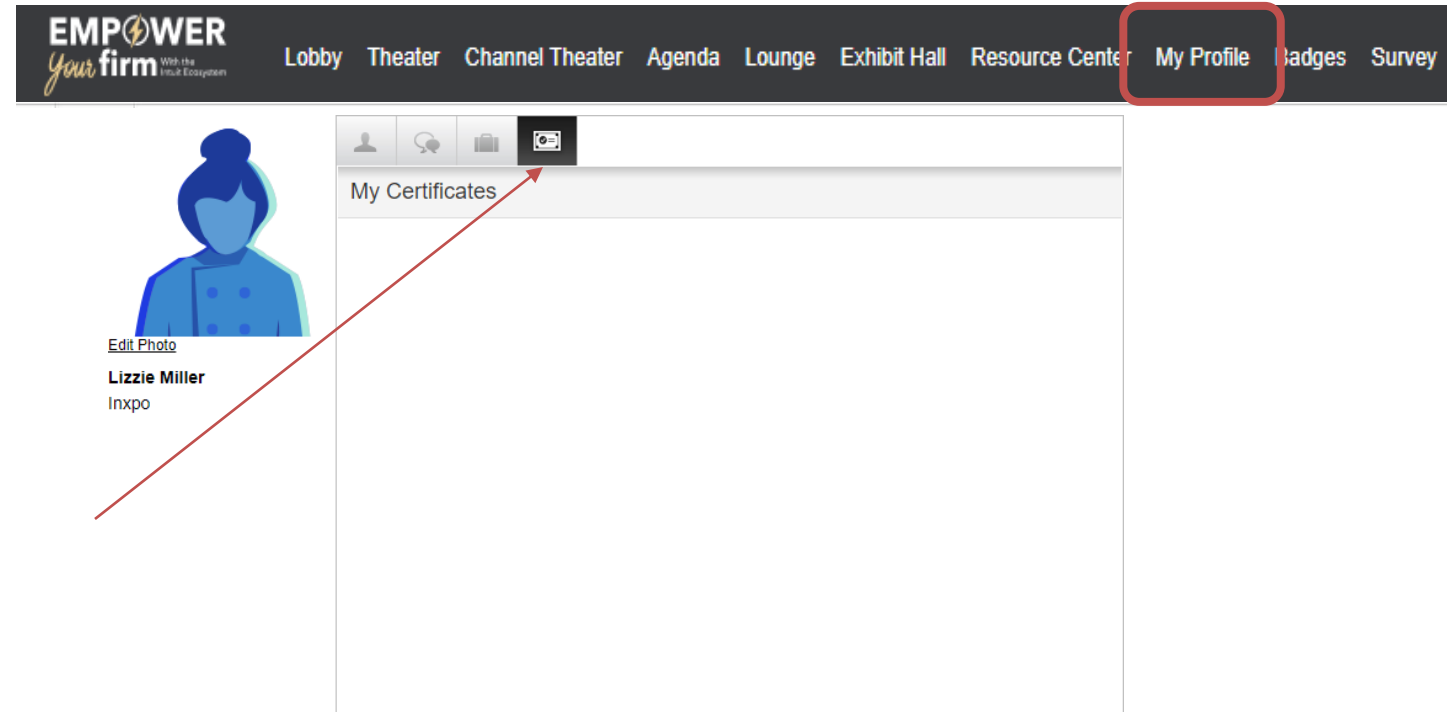 EMPOWER
Your firm With the Intuit Ecosystem
Lobby Theater Channel Theater Agenda Lounge Exhibit Hall Resource Center My Profile Badges Survey
My Certificates
Edit Photo
Lizzie Miller
Inxpo